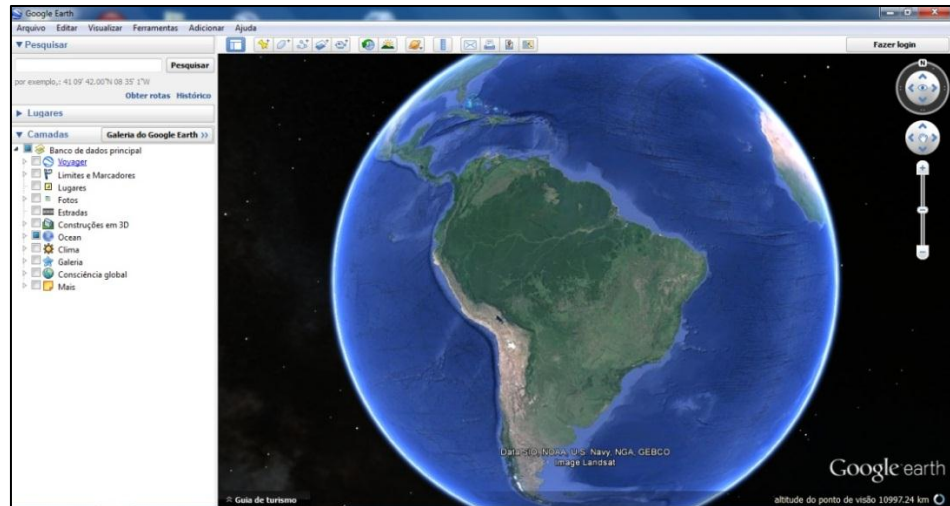 Google Earth
Arquivo Editar Visualizar Ferramentas Adicionar Ajuda
▼ Pesquisar
Fazer login
Pesquisar
por exemplo,: 41 09' 42.00"N 08 35' 1"W
Obter rotas Histórico
▶ Lugares
▼ Camadas
Galeria do Google Earth >>
Banco de dados principal
Voyager
Limites e Marcadores
Lugares
Fotos
Estradas
Construções em 3D
Ocean
Clima
Galeria
Consciência global
Mais
N
Data SIO, NOAA, U.S. Navy, NGA, GEBCO
Image Landsat
Google earth
Guia de turismo
altitude do ponto de visão 10997.24 km